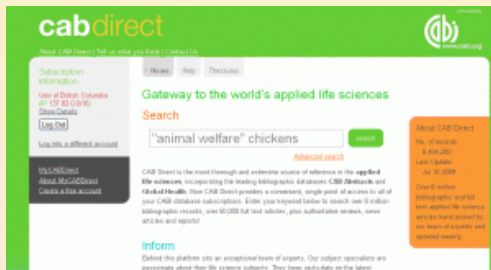 cabdirect
cabi
www.cabi.org
About CAB Direct | Tell us what you think | Contact Us
Subscription
Information
Univ of British Columbia
Show Details
Log Out
Log into a different account
MyCABDirect
About MyCABDirect
Create a free account
Home Help Thesaurus
Gateway to the world's applied life sciences
Search
"animal welfare" chickens
search
Advanced search
CAB Direct is the most thorough and extensive source of reference in the applied
life sciences, incorporating the leading bibliographic databases CAB Abstracts and
Global Health. Now CAB Direct provides a convenient, single point of access to all of
your CABI database subscriptions. Enter your keyword below to search over 8 million
bibliographic records, over 60,000 full text articles, plus authoritative reviews, news
articles and reports!
Inform
Behind this platform sits an exceptional team of experts. Our subject specialists are
passionate about their life science subjects. They keep up-to-date on the latest
About CAB Direct
No. of records:
Last Update:
Over 8 million
bibliographic and full
text applied life science
articles hand picked by
our team of experts and
updated weekly.